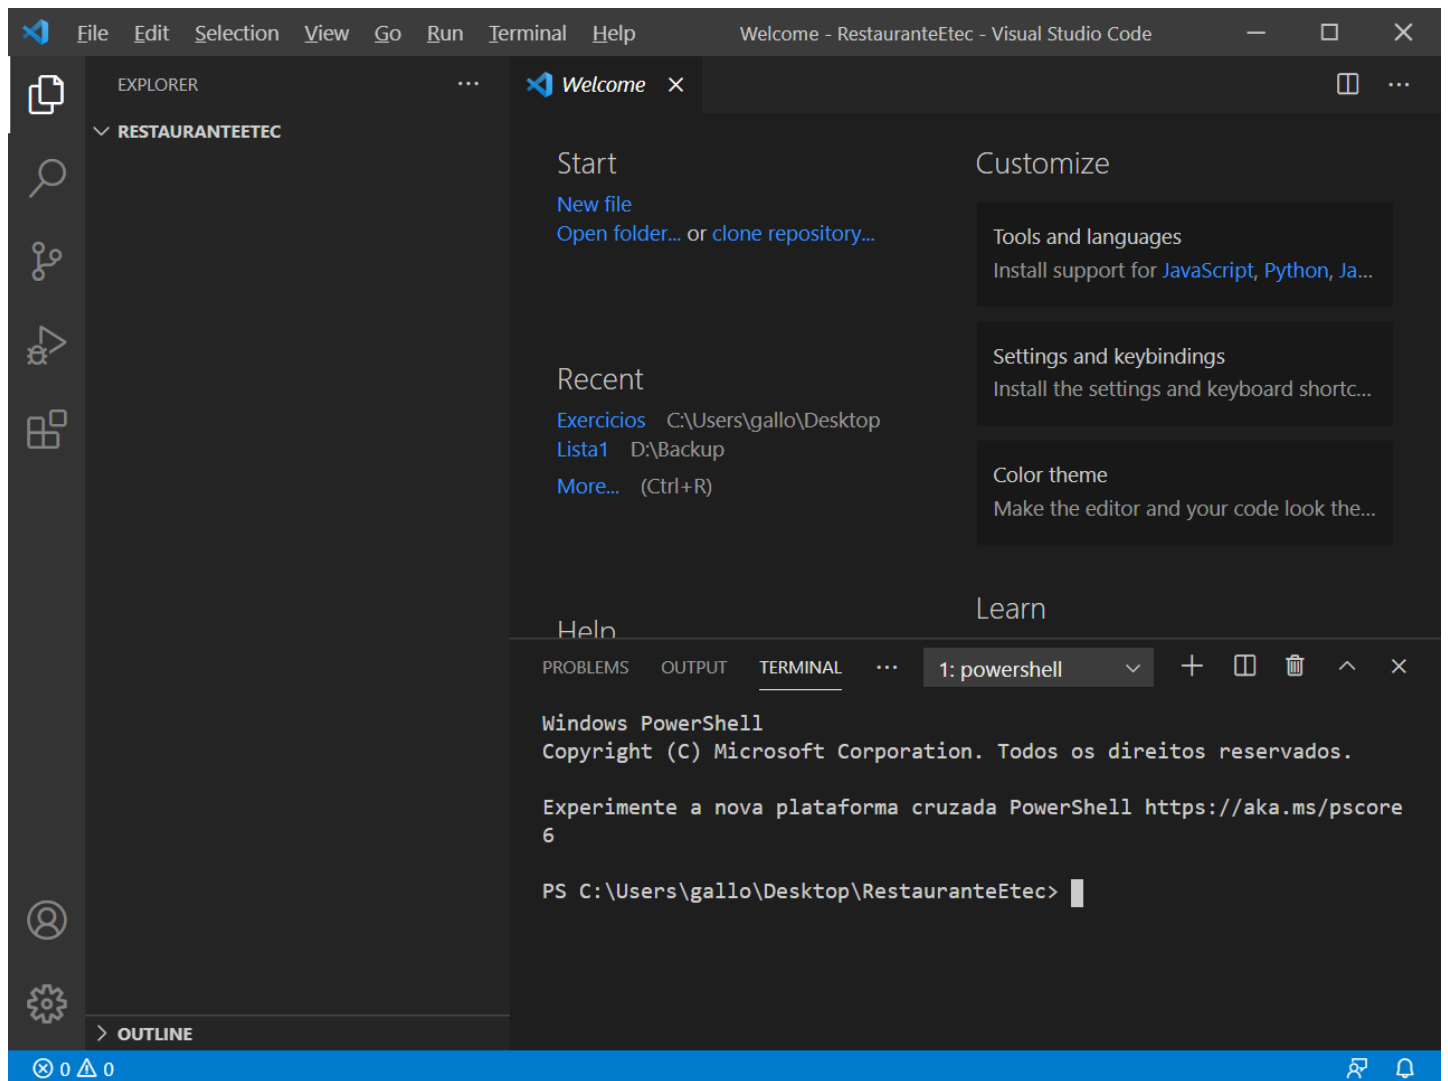 File Edit Selection View Go Run Terminal Help Welcome - RestauranteEtec - Visual Studio Code
EXPLORER
RESTAURANTEETEC
Welcome
Start
New file
Open folder... or clone repository...
Recent
Exercicios C:\Users\gallo\Desktop
Lista1 D:\Backup
More... (Ctrl+R)
Help
Customize
Tools and languages
Install support for JavaScript, Python, Ja...
Settings and keybindings
Install the settings and keyboard shortc...
Color theme
Make the editor and your code look the...
Learn
PROBLEMS OUTPUT TERMINAL ... 1: powershell
Windows PowerShell
Copyright (C) Microsoft Corporation. Todos os direitos reservados.
Experimente a nova plataforma cruzada PowerShell https://aka.ms/pscore
6
PS C:\Users\gallo\Desktop\RestauranteEtec>
OUTLINE
0 0